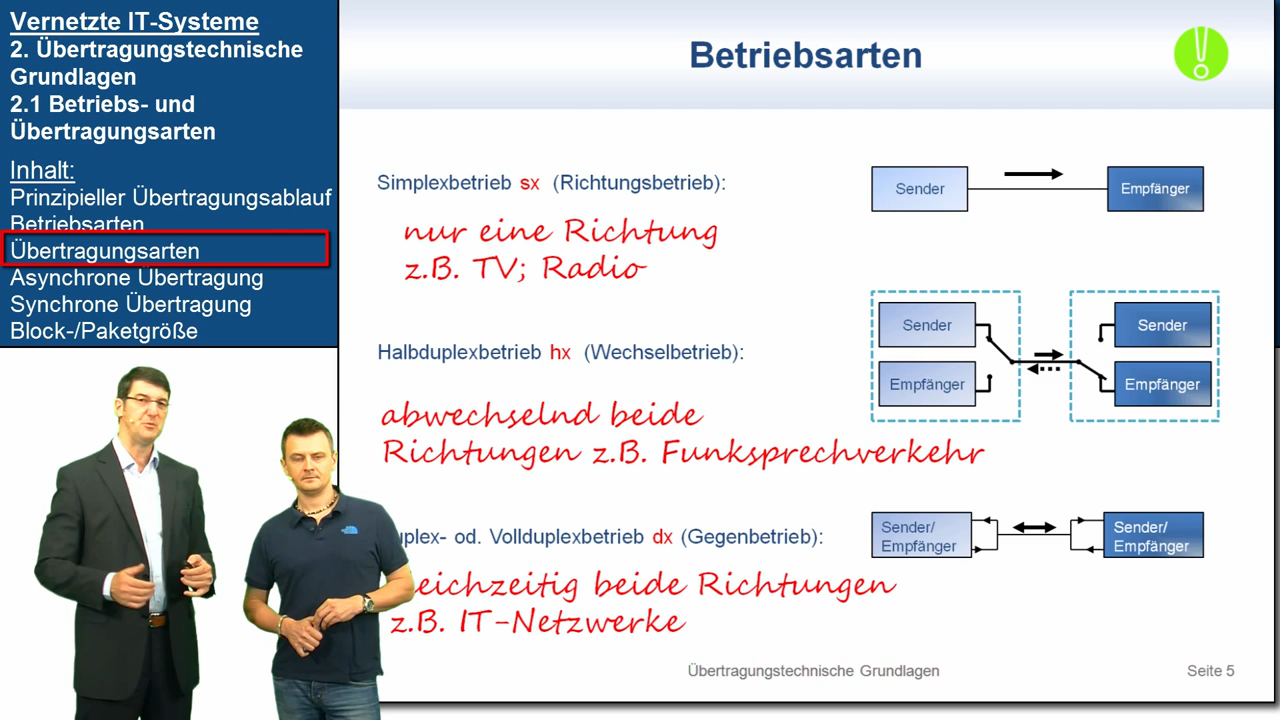 Vernetzte IT-Systeme
2. Übertragungstechnische
Grundlagen
2.1 Betriebs- und
Übertragungsarten
Inhalt:
Prinzipieller Übertragungsablauf
Betriebsarten
Übertragungsarten
Asynchrone Übertragung
Synchrone Übertragung
Block-/Paketgröße
Betriebsarten
Simplexbetrieb sx (Richtungsbetrieb):
nur eine Richtung
z.B. TV; Radio
Sender
Empfänger
Halbduplexbetrieb hx (Wechselbetrieb):
abwechselnd beide
Richtungen z.B. Funksprechverkehr
Sender
Empfänger
Sender
Empfänger
od. Vollduplexbetrieb dx (Gegenbetrieb):
beide Richtungen
z.B. IT-Netzwerke
Sender/
Empfänger
Sender/
Empfänger
Übertragungstechnische Grundlagen
Seite 5